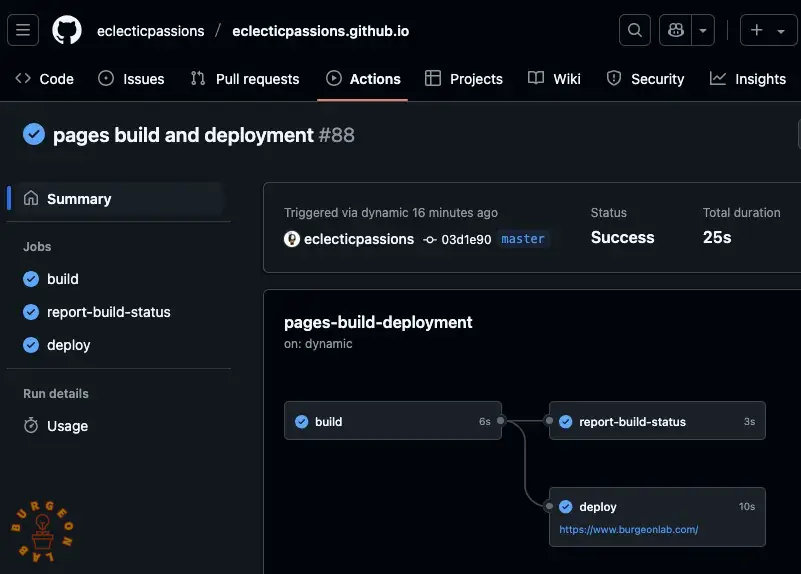 eclecticpassions / eclecticpassions.github.io
Code Issues Pull requests Actions Projects Wiki Security Insights
pages build and deployment #88
Summary
Jobs
build
report-build-status
deploy
Run details
Usage
Triggered via dynamic 16 minutes ago
eclecticpassions 03d1e90 master
Status
Success
Total duration
25s
pages-build-deployment
on: dynamic
build 6s
report-build-status 3s
deploy 10s
https://www.burgeonlab.com/
BURGEON
LAB